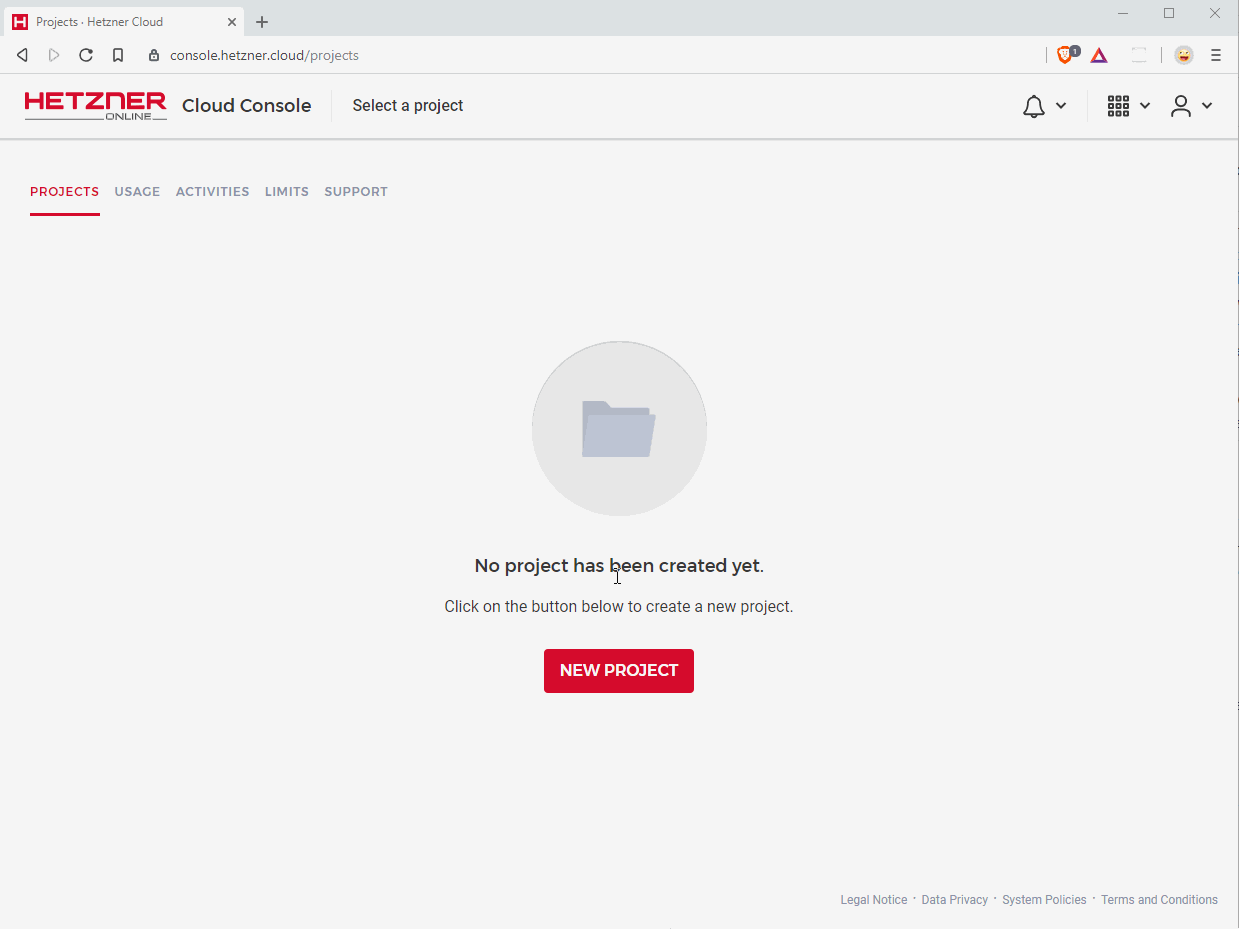 Projects · Hetzner Cloud
console.hetzner.cloud/projects
1
HETZNER
ONLINE
Cloud Console
Select a project
PROJECTS USAGE ACTIVITIES LIMITS SUPPORT
No project has been created yet.
Click on the button below to create a new project.
NEW PROJECT
Legal Notice · Data Privacy · System Policies · Terms and Conditions